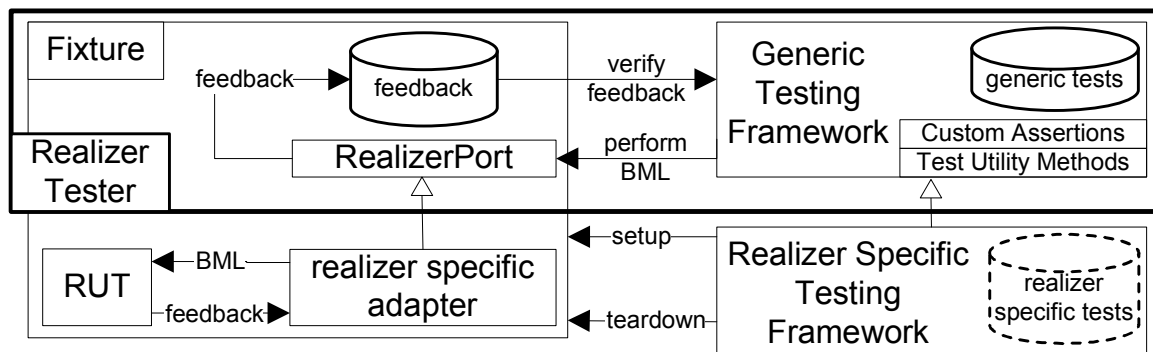 Fixture
feedback
feedback
verify
feedback
Generic
Testing
Framework
generic tests
Custom Assertions
Test Utility Methods
perform
BML
RealizerPort
Realizer
Tester
RUT
BML
feedback
realizer specific
adapter
setup
teardown
Realizer Specific
Testing
Framework
realizer
specific tests